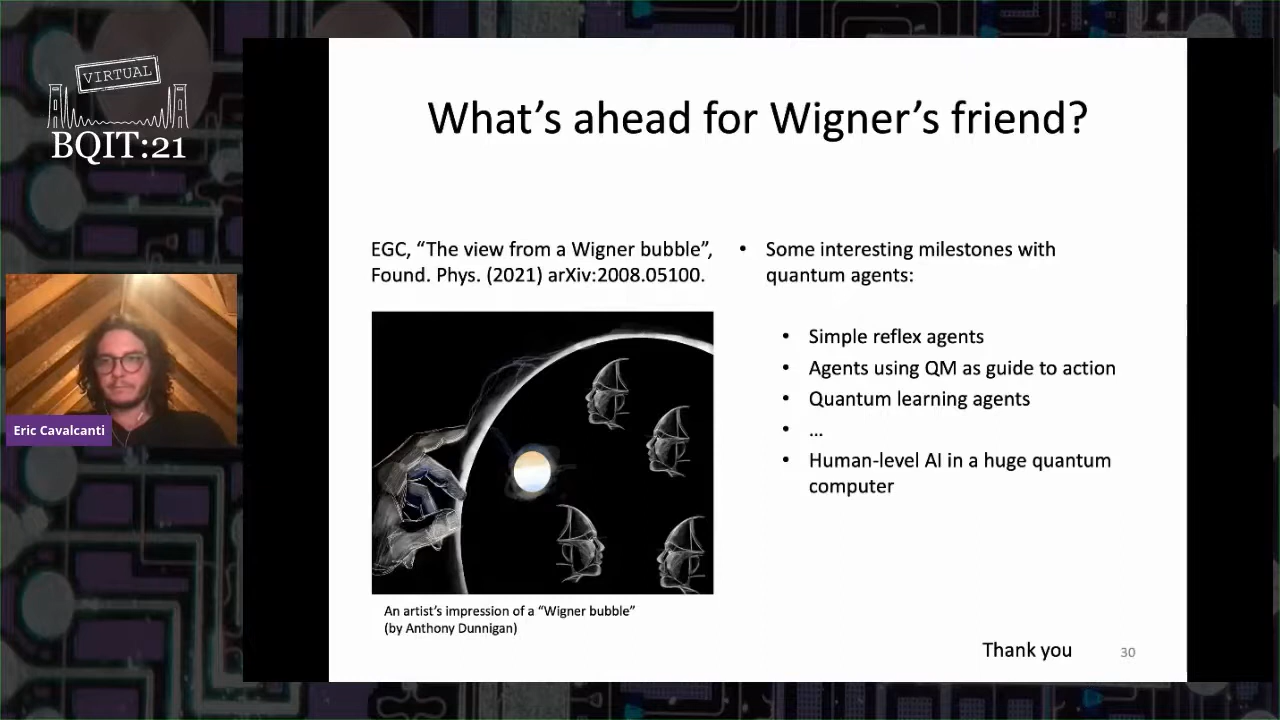 VIRTUAL
BQIT:21
Eric Cavalcanti
What's ahead for Wigner's friend?
EGC, “The view from a Wigner bubble”,
Found. Phys. (2021) arXiv:2008.05100.
An artist's impression of a “Wigner bubble”
(by Anthony Dunnigan)
• Some interesting milestones with
quantum agents:
• Simple reflex agents
• Agents using QM as guide to action
• Quantum learning agents
• ...
• Human-level AI in a huge quantum
computer
Thank you
30